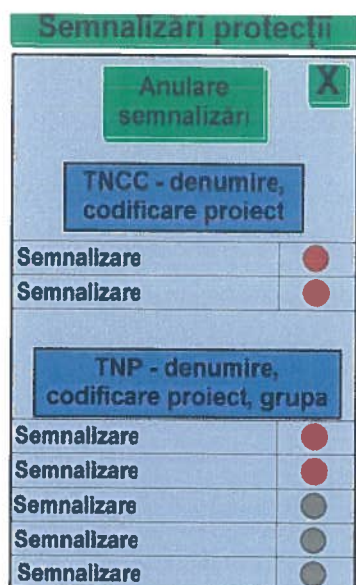 Semnalizări protecții
Anulare
semnalizări
X
TNCC - denumire,
codificare proiect
Semnalizare
Semnalizare
TNP - denumire,
codificare proiect, grupa
Semnalizare
Semnalizare
Semnalizare
Semnalizare
Semnalizare